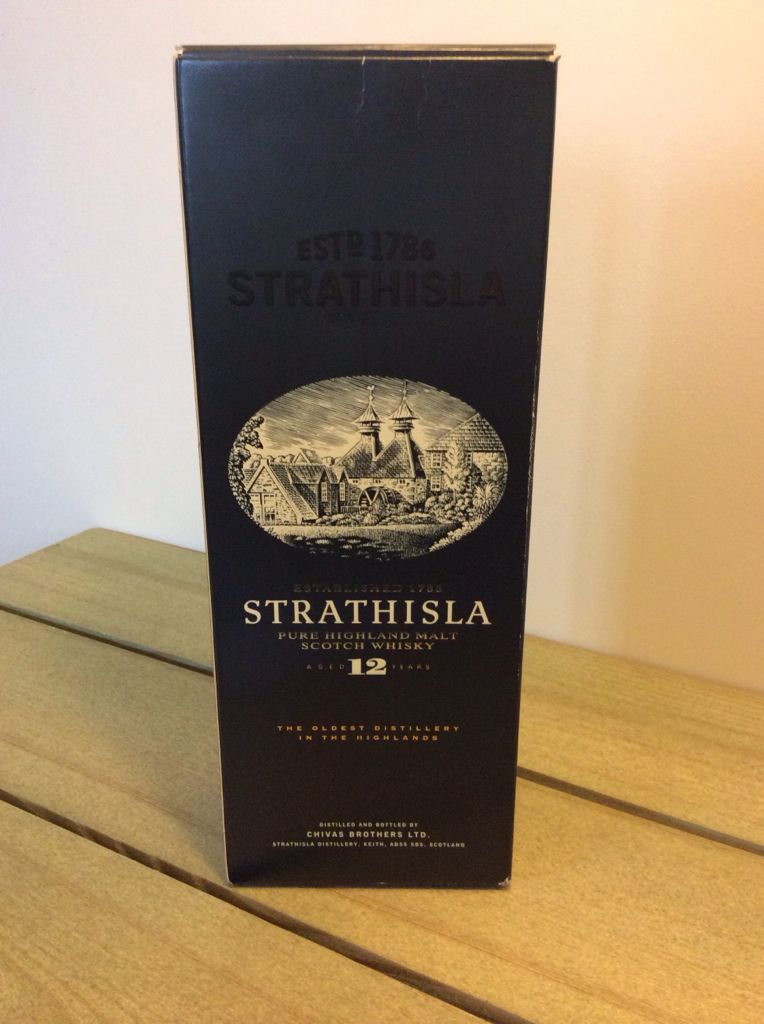 ESTD 1786
STRATHISLA
ESTABLISHED 1786
STRATHISLA
PURE HIGHLAND MALT
SCOTCH WHISKY
AGED 12 YEARS
THE OLDEST DISTILLERY
IN THE HIGHLANDS
DISTILLED AND BOTTLED BY
CHIVAS BROTHERS LTD.
STRATHISLA DISTILLERY, KEITH, AB55 5BS, SCOTLAND